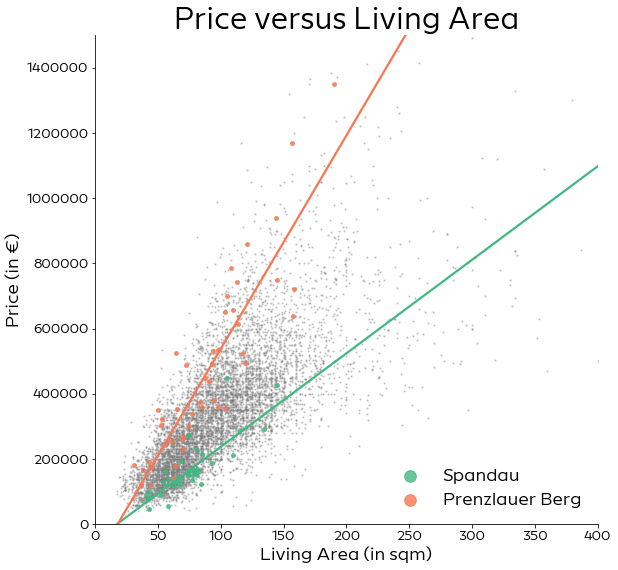 Price versus Living Area
1400000
1200000
1000000
800000
600000
400000
200000
0
Price (in €)
0 50 100 150 200 250 300 350 400
Living Area (in sqm)
Spandau
Prenzlauer Berg